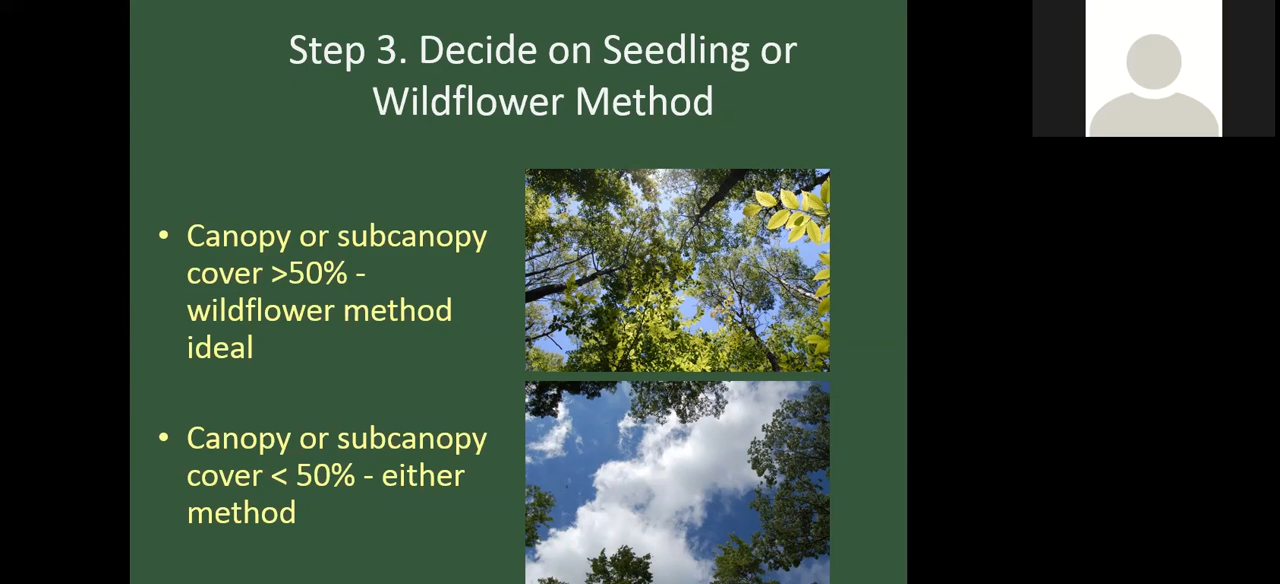 Step 3. Decide on Seedling or
Wildflower Method
• Canopy or subcanopy
cover >50% -
wildflower method
ideal
• Canopy or subcanopy
cover < 50% - either
method